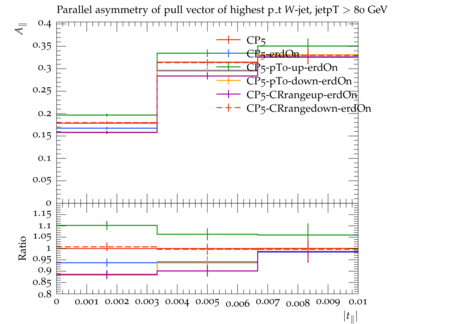 Parallel asymmetry of pull vector of highest p_t W-jet, jetpT > 80 GeV
A∥
0.4
0.35
0.3
0.25
0.2
0.15
0.1
0.05
0
CP5
CP5-erdOn
CP5-pT0-up-erdOn
CP5-pT0-down-erdOn
CP5-CRrangeup-erdOn
CP5-CRrangedown-erdOn
Ratio
1.15
1.1
1.05
1
0.95
0.9
0.85
0.8
0 0.001 0.002 0.003 0.004 0.005 0.006 0.007 0.008 0.009 0.01
|t∥|